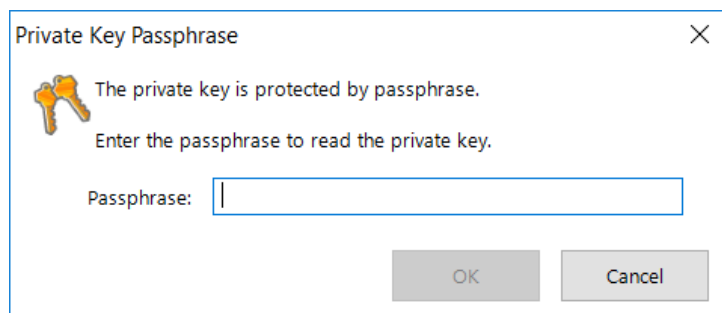 Private Key Passphrase
The private key is protected by passphrase.
Enter the passphrase to read the private key.
Passphrase:
OK
Cancel